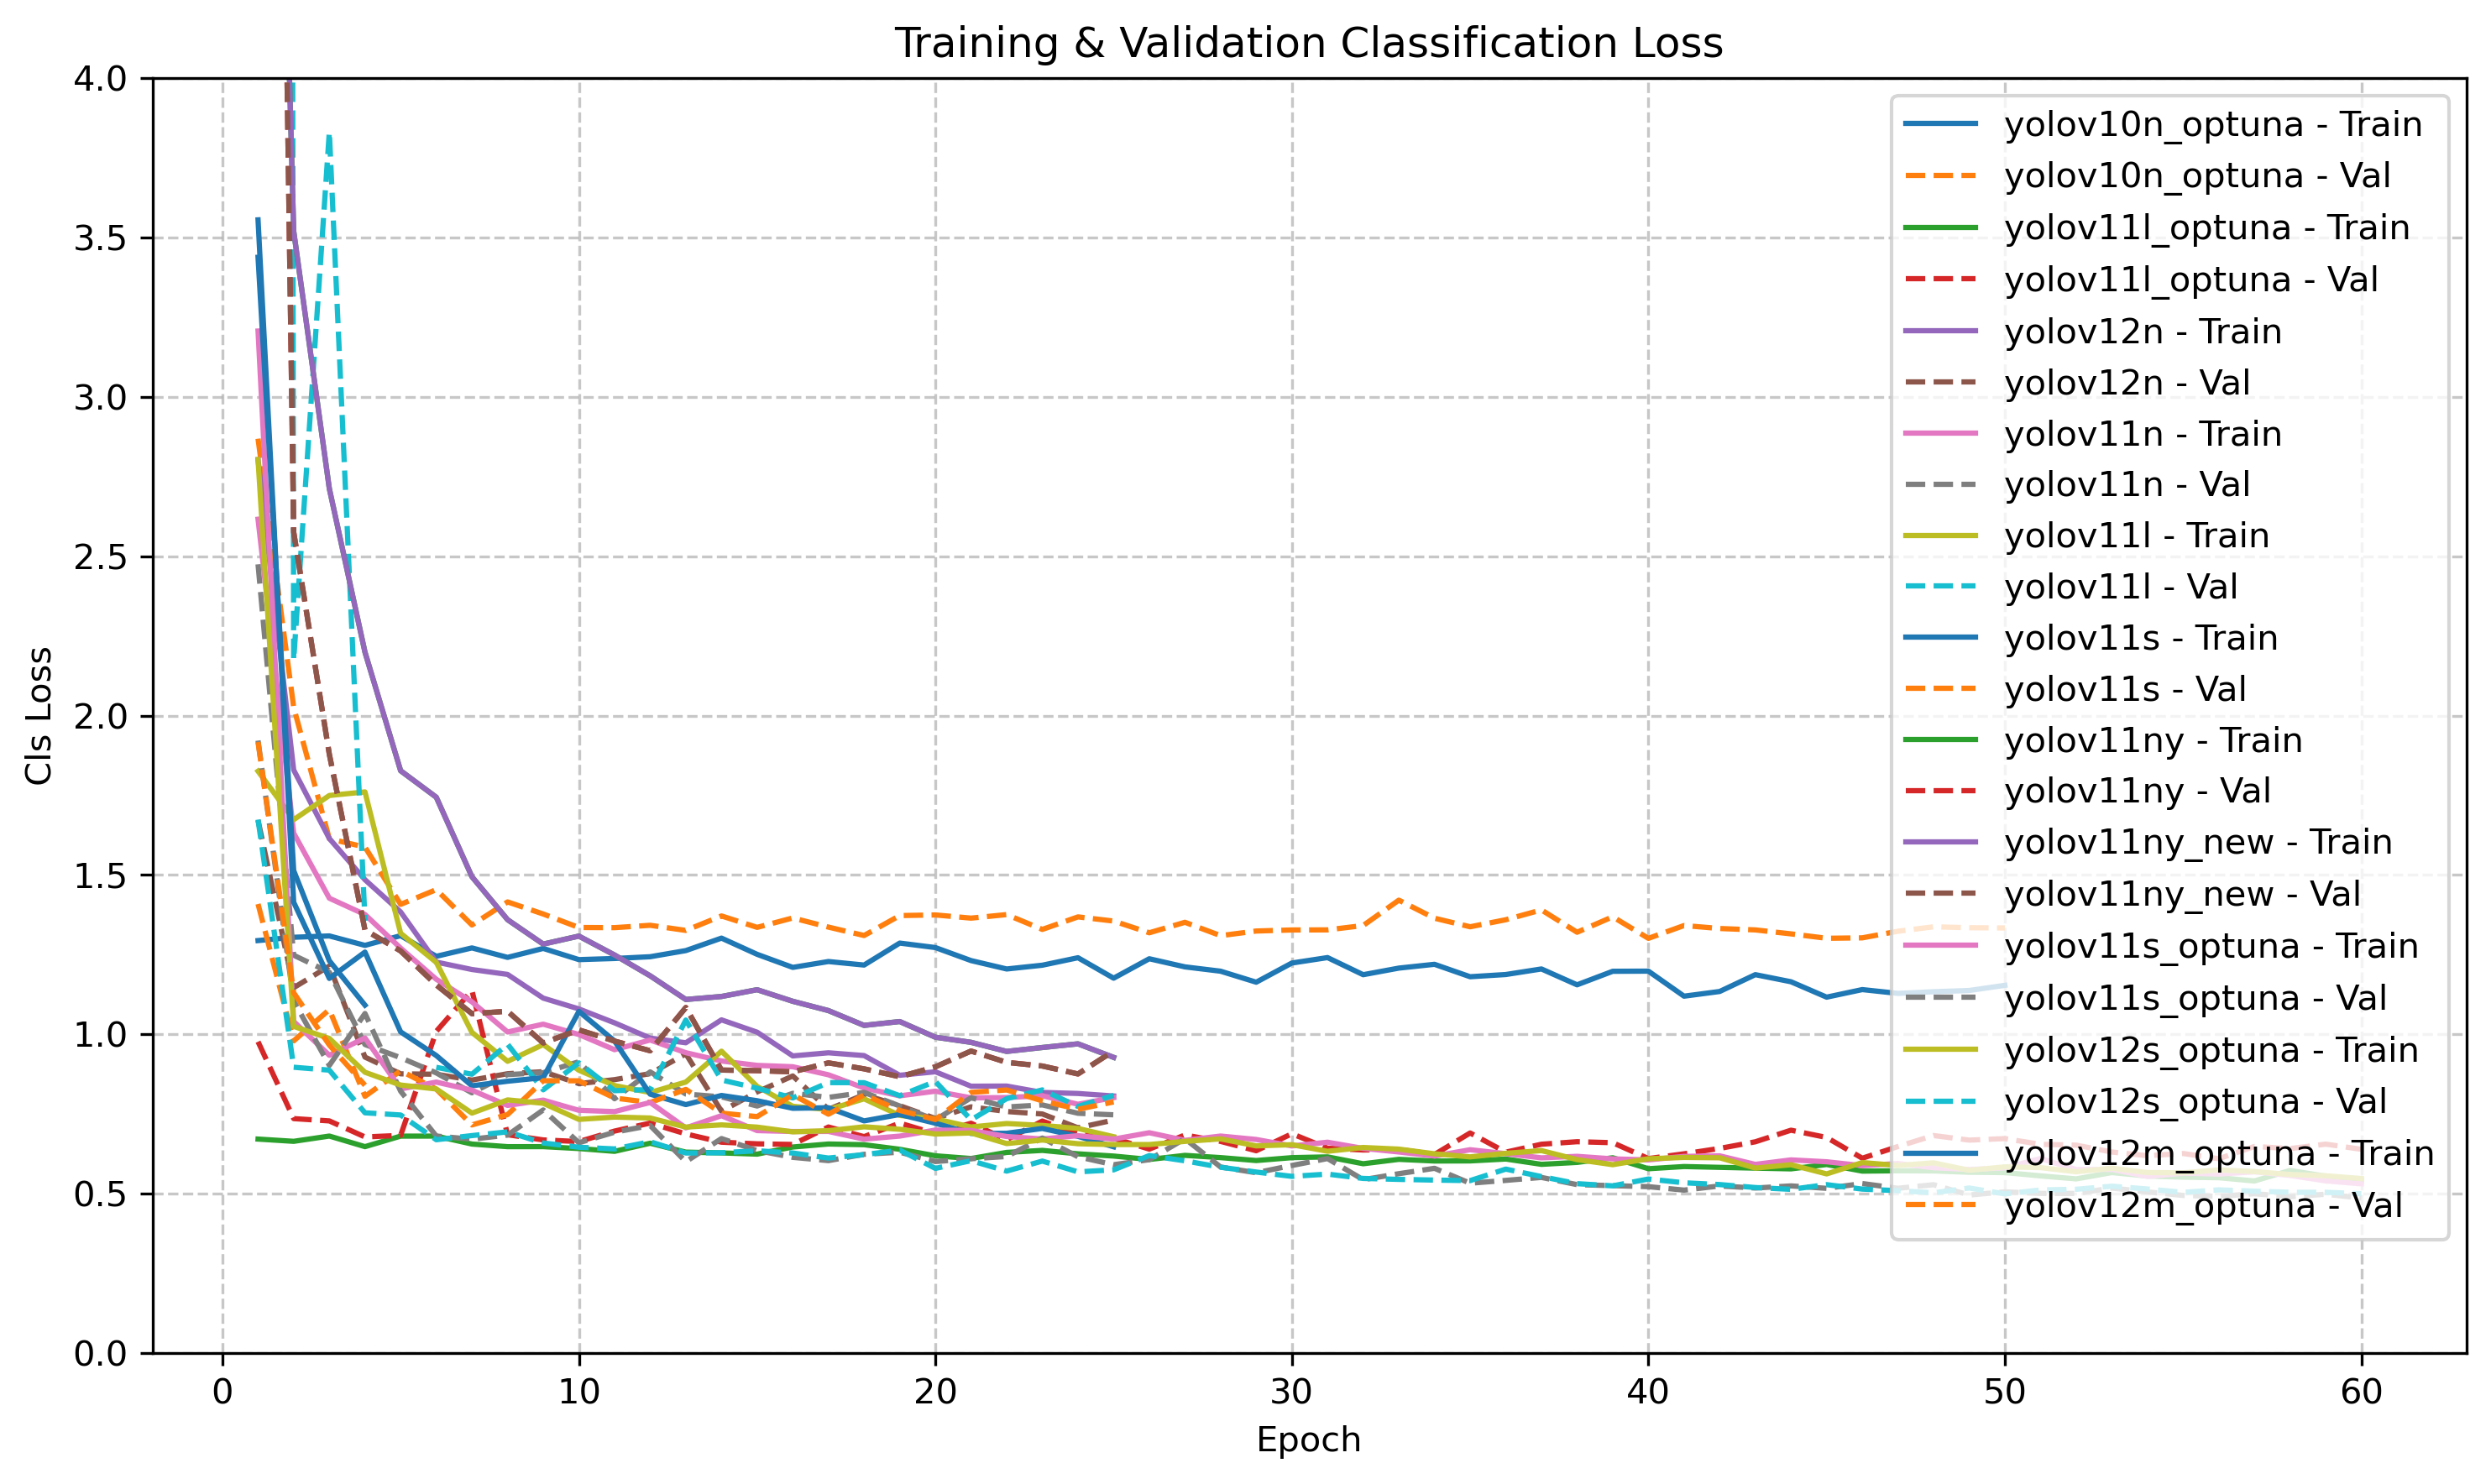 Training & Validation Classification Loss
4.0
3.5
3.0
2.5
2.0
1.5
1.0
0.5
0.0
Cls Loss
yolov10n_optuna - Train
yolov10n_optuna - Val
yolov11l_optuna - Train
yolov11l_optuna - Val
yolov12n - Train
yolov12n - Val
yolov11n - Train
yolov11n - Val
yolov11l - Train
yolov11l - Val
yolov11s - Train
yolov11s - Val
yolov11ny - Train
yolov11ny - Val
yolov11ny_new - Train
yolov11ny_new - Val
yolov11s_optuna - Train
yolov11s_optuna - Val
yolov12s_optuna - Train
yolov12s_optuna - Val
yolov12m_optuna - Train
yolov12m_optuna - Val
0 10 20 30 40 50 60
Epoch